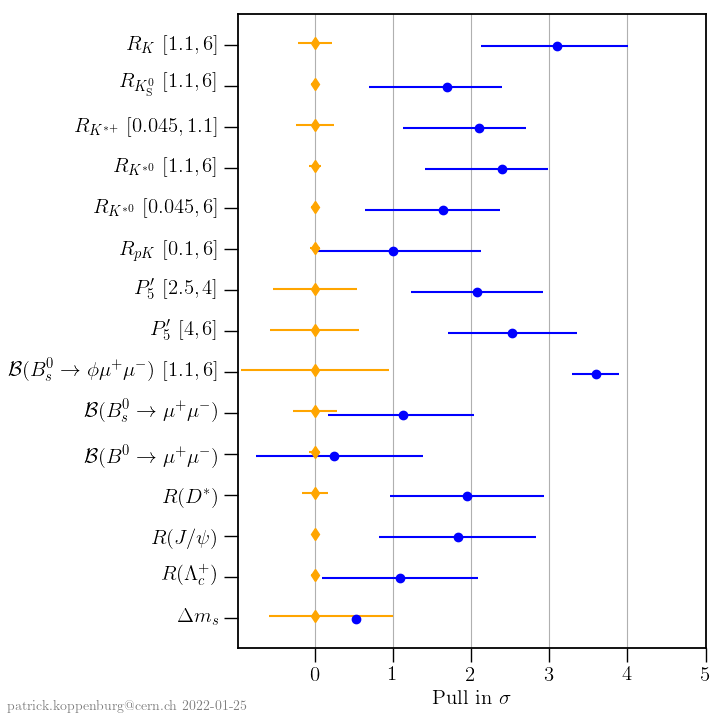 R_K [1.1, 6]
R_{K_S^0} [1.1, 6]
R_{K^{*+}} [0.045, 1.1]
R_{K^{*0}} [1.1, 6]
R_{K^{*0}} [0.045, 6]
R_{pK} [0.1, 6]
P_5′ [2.5, 4]
P_5′ [4, 6]
ℬ(B_s^0 → ϕμ⁺μ⁻) [1.1, 6]
ℬ(B_s^0 → μ⁺μ⁻)
ℬ(B^0 → μ⁺μ⁻)
R(D^*)
R(J/ψ)
R(Λ_c^+)
Δm_s
0 1 2 3 4 5
Pull in σ
patrick.koppenburg@cern.ch 2022-01-25